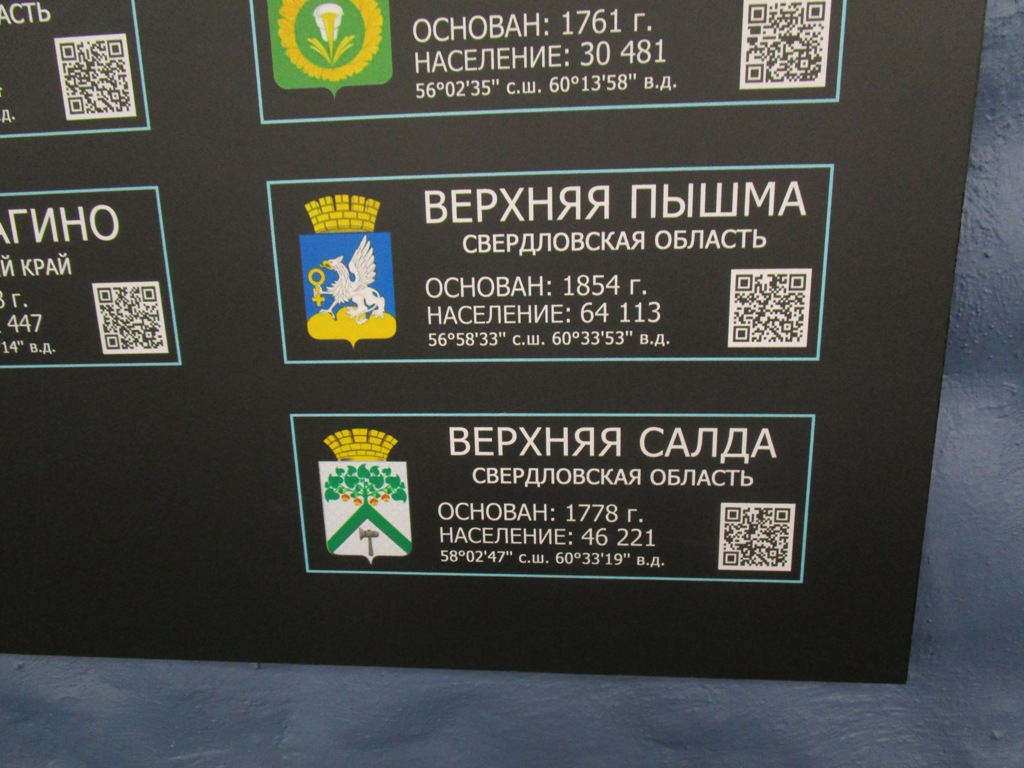 АСТЬ
д.
ОСНОВАН: 1761 г.
НАСЕЛЕНИЕ: 30 481
56°02'35" с.ш. 60°13'58" в.д.
АГИНО
Й КРАЙ
г.
447
14" в.д.
ВЕРХНЯЯ ПЫШМА
СВЕРДЛОВСКАЯ ОБЛАСТЬ
ОСНОВАН: 1854 г.
НАСЕЛЕНИЕ: 64 113
56°58'33" с.ш. 60°33'53" в.д.
ВЕРХНЯЯ САЛДА
СВЕРДЛОВСКАЯ ОБЛАСТЬ
ОСНОВАН: 1778 г.
НАСЕЛЕНИЕ: 46 221
58°02'47" с.ш. 60°33'19" в.д.